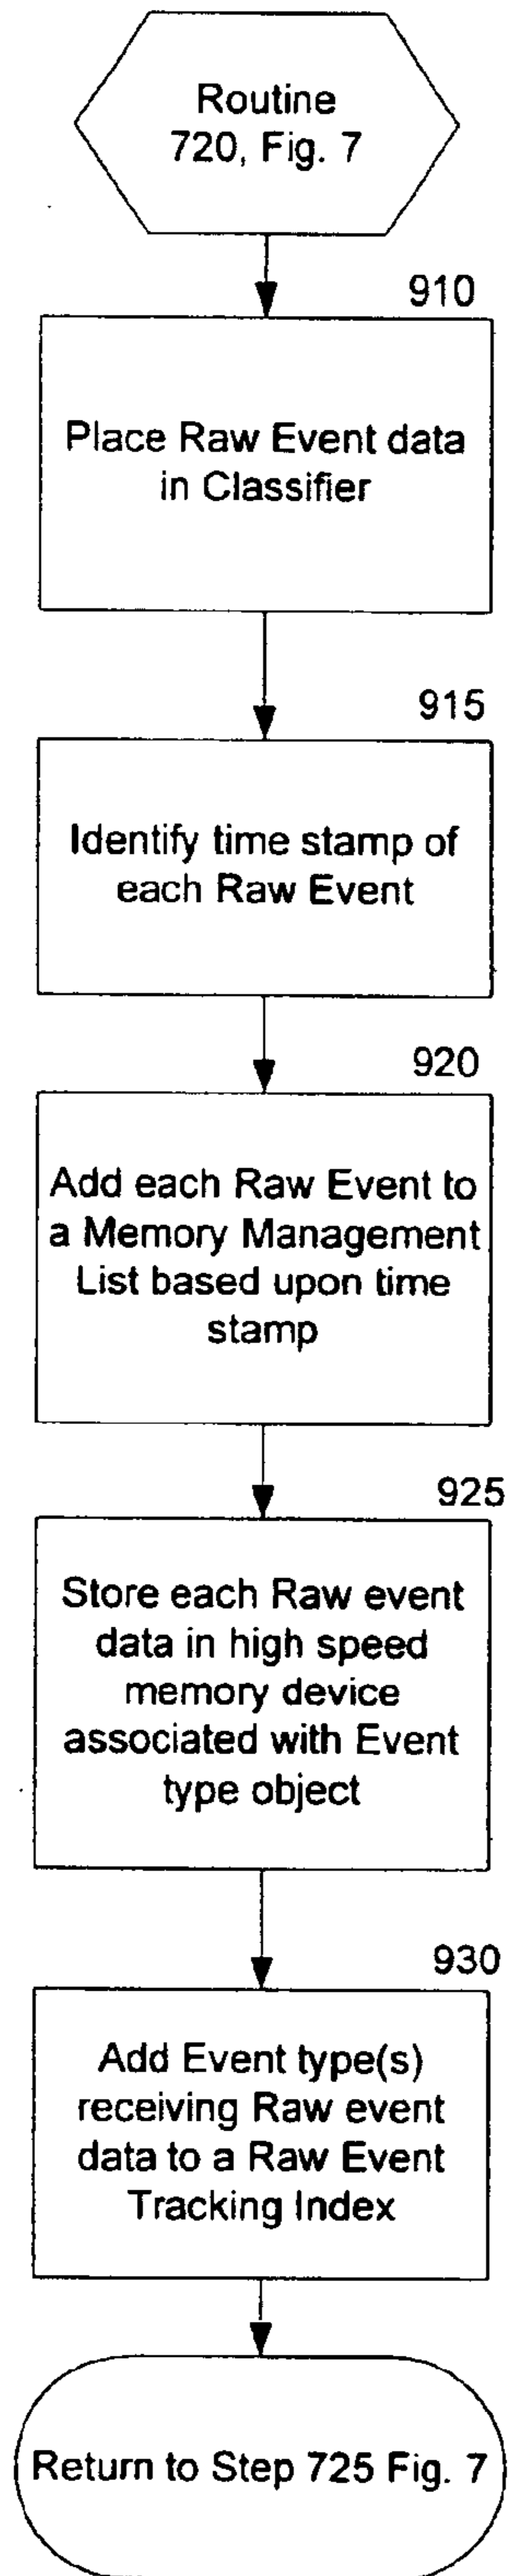 Routine
720, Fig. 7
910
Place Raw Event data
in Classifier
915
Identify time stamp of
each Raw Event
920
Add each Raw Event to
a Memory Management
List based upon time
stamp
925
Store each Raw event
data in high speed
memory device
associated with Event
type object
930
Add Event type(s)
receiving Raw event
data to a Raw Event
Tracking Index
Return to Step 725 Fig. 7